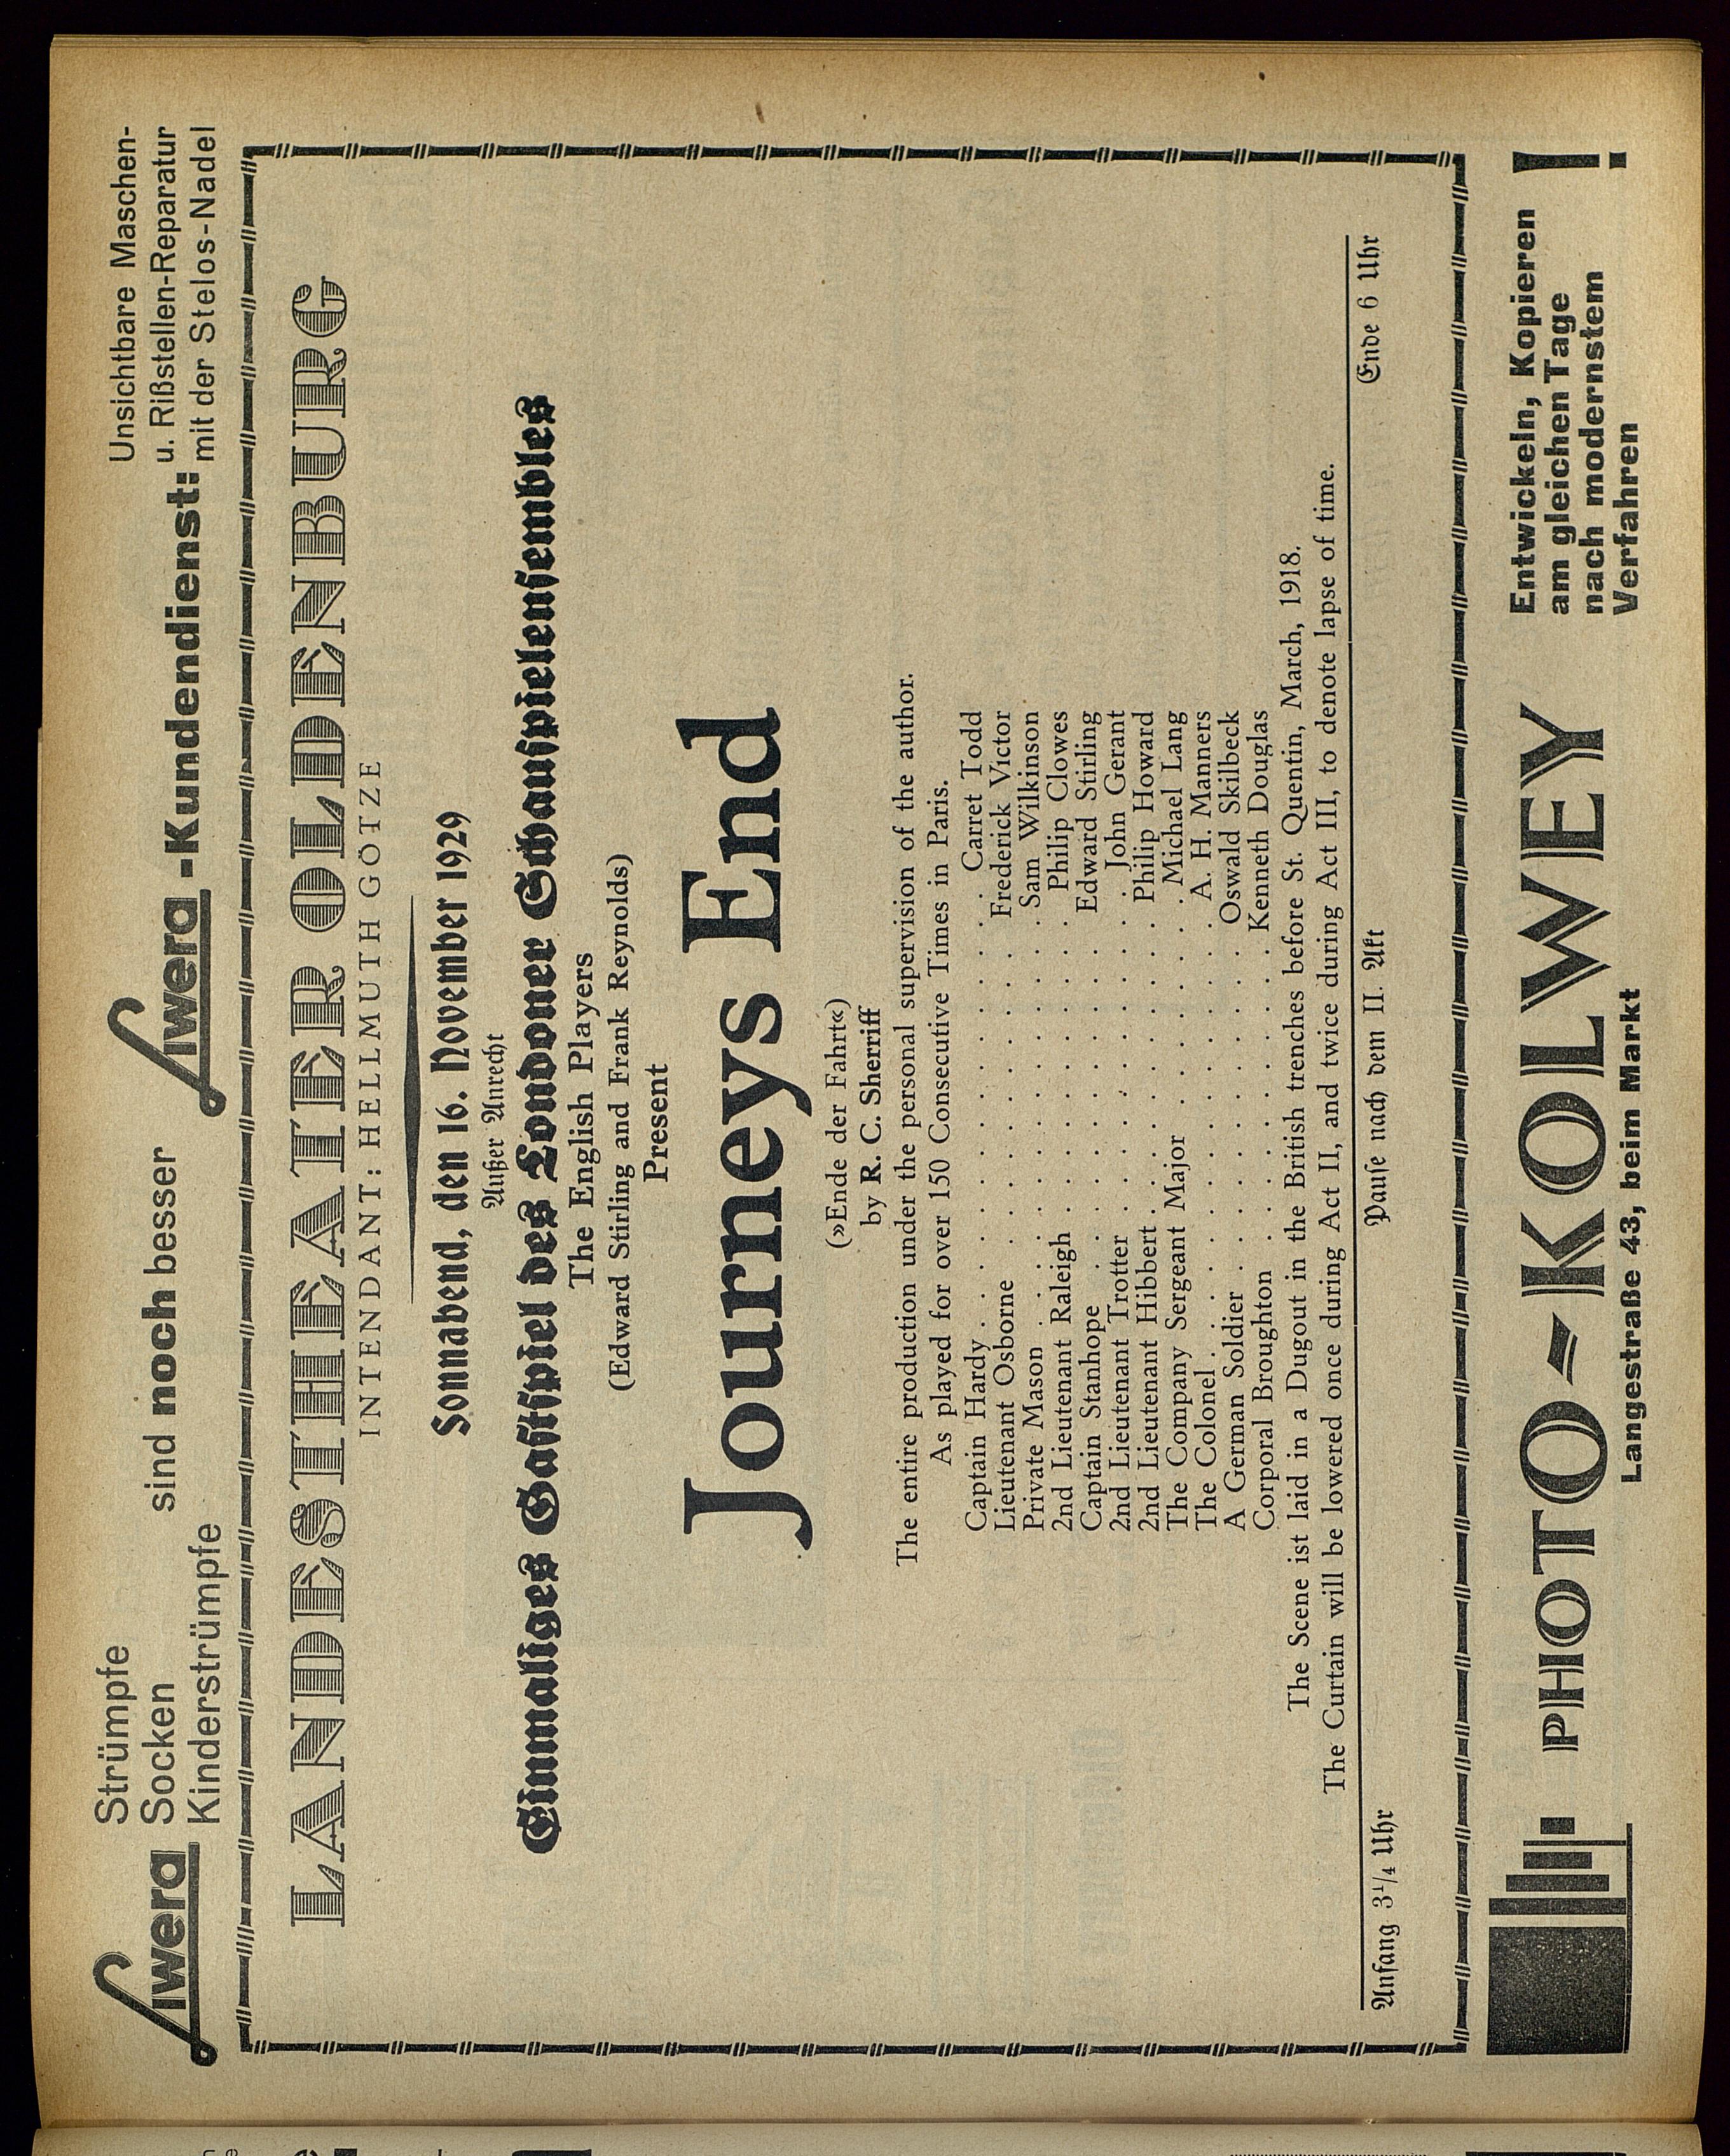 Siwera
Strümpfe
Socken
Kinderstrümpfe
sind noch besser
Siwera-Kundendienst:
Unsichtbare Maschen-
u. Rißstellen-Reparatur
mit der Stelos-Nadel
LANDESTHEATER OLDENBURG
INTENDANT: HELLMUTH GÖTZE
Sonnabend, den 16. November 1929
Außer Anrecht
Einmaliges Gastspiel des Londoner Schauspielensembles
The English Players
(Edward Stirling and Frank Reynolds)
Present
Journeys End
(»Ende der Fahrt«)
by R. C. Sherriff
The entire production under the personal supervision of the author.
As played for over 150 Consecutive Times in Paris.
Captain Hardy . . . . . . . . . . . . . . Carret Todd
Lieutenant Osborne . . . . . . . . . . . Frederick Victor
Private Mason . . . . . . . . . . . . . . Sam Wilkinson
2nd Lieutenant Raleigh . . . . . . . . . . Philip Clowes
Captain Stanhope . . . . . . . . . . . . Edward Stirling
2nd Lieutenant Trotter . . . . . . . . . . . John Gerant
2nd Lieutenant Hibbert . . . . . . . . . . Philip Howard
The Company Sergeant Major . . . . . . . Michael Lang
The Colonel . . . . . . . . . . . . . . . A. H. Manners
A German Soldier . . . . . . . . . . . Oswald Skilbeck
Corporal Broughton . . . . . . . . . . Kenneth Douglas
The Scene ist laid in a Dugout in the British trenches before St. Quentin, March, 1918.
The Curtain will be lowered once during Act II, and twice during Act III, to denote lapse of time.
Anfang 3¼ Uhr Pause nach dem II. Akt Ende 6 Uhr
PHOTO-KOLWEY
Langestraße 43, beim Markt
Entwickeln, Kopieren
am gleichen Tage
nach modernstem
Verfahren
!